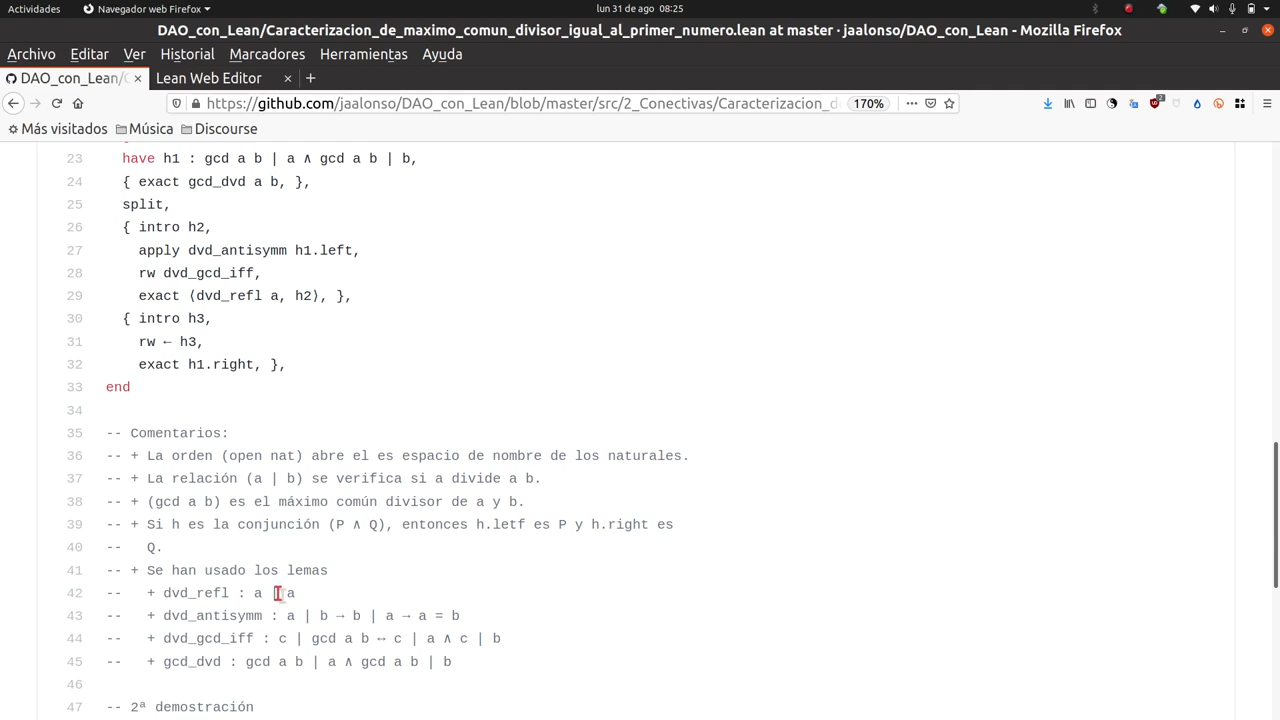 Actividades Navegador web Firefox lun 31 de ago 08:25
DAO_con_Lean/Caracterizacion_de_maximo_comun_divisor_igual_al_primer_numero.lean at master · jaalonso/DAO_con_Lean - Mozilla Firefox
Archivo Editar Ver Historial Marcadores Herramientas Ayuda
DAO_con_Lean/C Lean Web Editor
https://github.com/jaalonso/DAO_con_Lean/blob/master/src/2_Conectivas/Caracterizacion_d 170%
Más visitados Música Discourse
23 have h1 : gcd a b | a ∧ gcd a b | b,
24 { exact gcd_dvd a b, },
25 split,
26 { intro h2,
27 apply dvd_antisymm h1.left,
28 rw dvd_gcd_iff,
29 exact ⟨dvd_refl a, h2⟩, },
30 { intro h3,
31 rw ← h3,
32 exact h1.right, },
33 end
34
35 -- Comentarios:
36 -- + La orden (open nat) abre el es espacio de nombre de los naturales.
37 -- + La relación (a | b) se verifica si a divide a b.
38 -- + (gcd a b) es el máximo común divisor de a y b.
39 -- + Si h es la conjunción (P ∧ Q), entonces h.letf es P y h.right es
40 -- Q.
41 -- + Se han usado los lemas
42 -- + dvd_refl : a | a
43 -- + dvd_antisymm : a | b → b | a → a = b
44 -- + dvd_gcd_iff : c | gcd a b ↔ c | a ∧ c | b
45 -- + gcd_dvd : gcd a b | a ∧ gcd a b | b
46
47 -- 2ª demostración